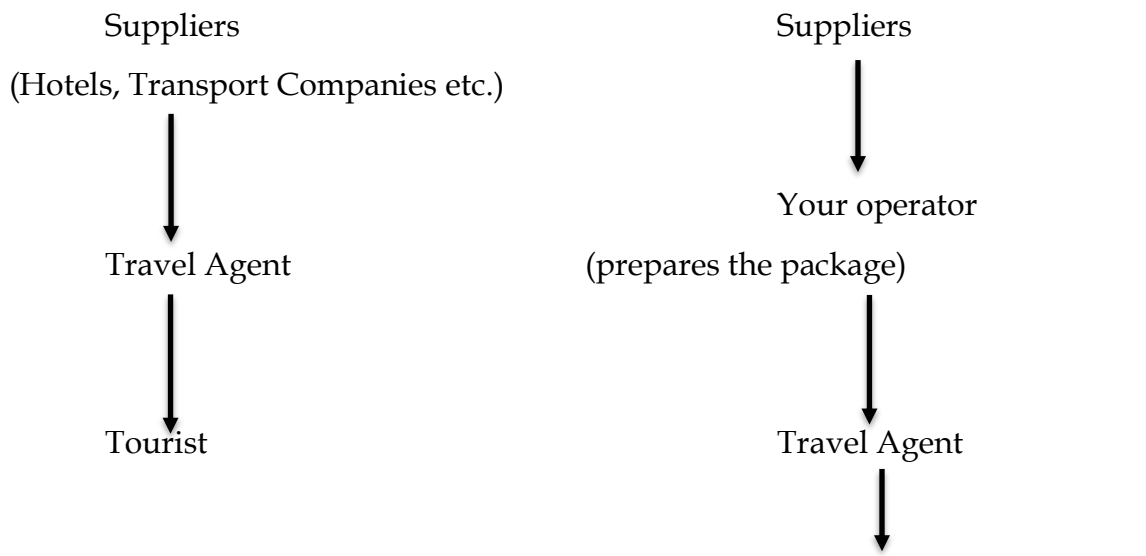 Suppliers
(Hotels, Transport Companies etc.)
Travel Agent
Tourist
Suppliers
Your operator
(prepares the package)
Travel Agent